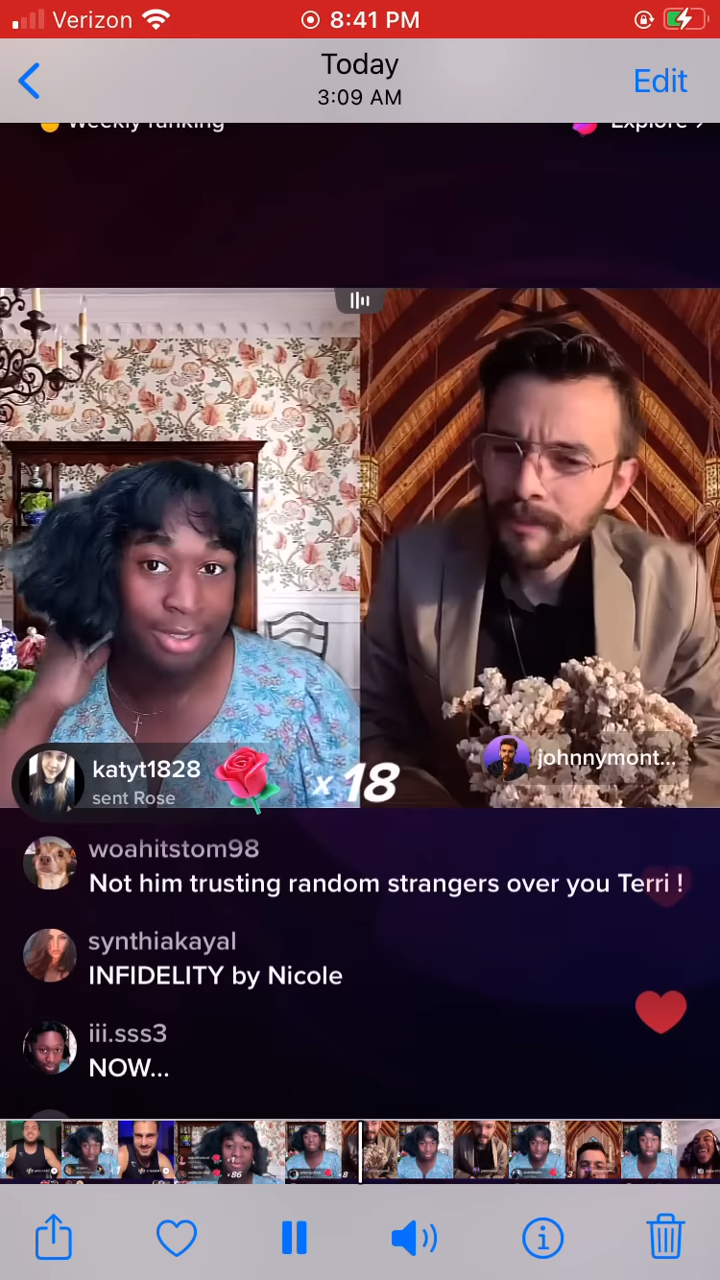 Verizon 8:41 PM
Today
3:09 AM
Edit
Weekly ranking
Explore >
katyt1828
sent Rose
x 18
johnnymont...
woahitstom98
Not him trusting random strangers over you Terri !
synthiakayal
INFIDELITY by Nicole
iii.sss3
NOW...